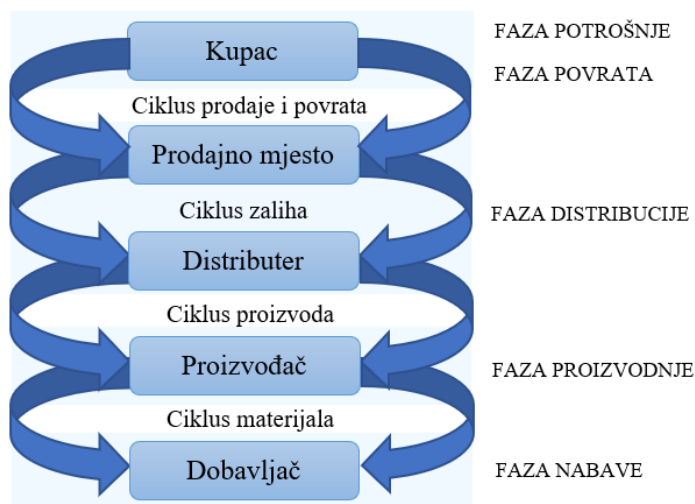 Kupac
FAZA POTROŠNJE
FAZA POVRATA
Ciklus prodaje i povrata
Prodajno mjesto
Ciklus zaliha
FAZA DISTRIBUCIJE
Distributer
Ciklus proizvoda
Proizvođač
FAZA PROIZVODNJE
Ciklus materijala
Dobavljač
FAZA NABAVE